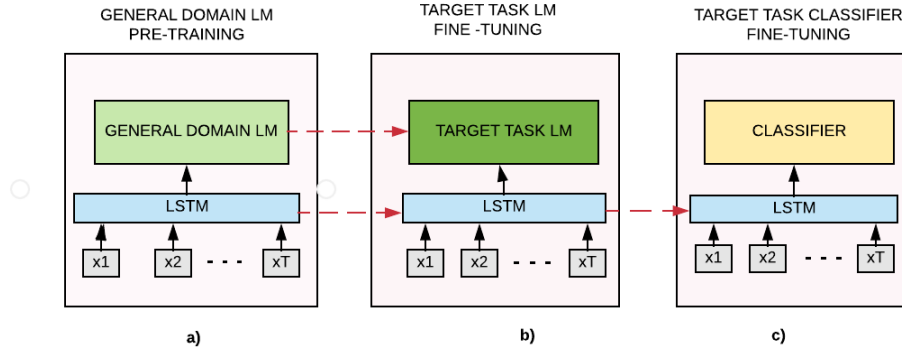 GENERAL DOMAIN LM
PRE-TRAINING
GENERAL DOMAIN LM
LSTM
x1 x2 - - - xT
a)
TARGET TASK LM
FINE -TUNING
TARGET TASK LM
LSTM
x1 x2 - - - xT
b)
TARGET TASK CLASSIFIER
FINE-TUNING
CLASSIFIER
LSTM
x1 x2 - - - xT
c)